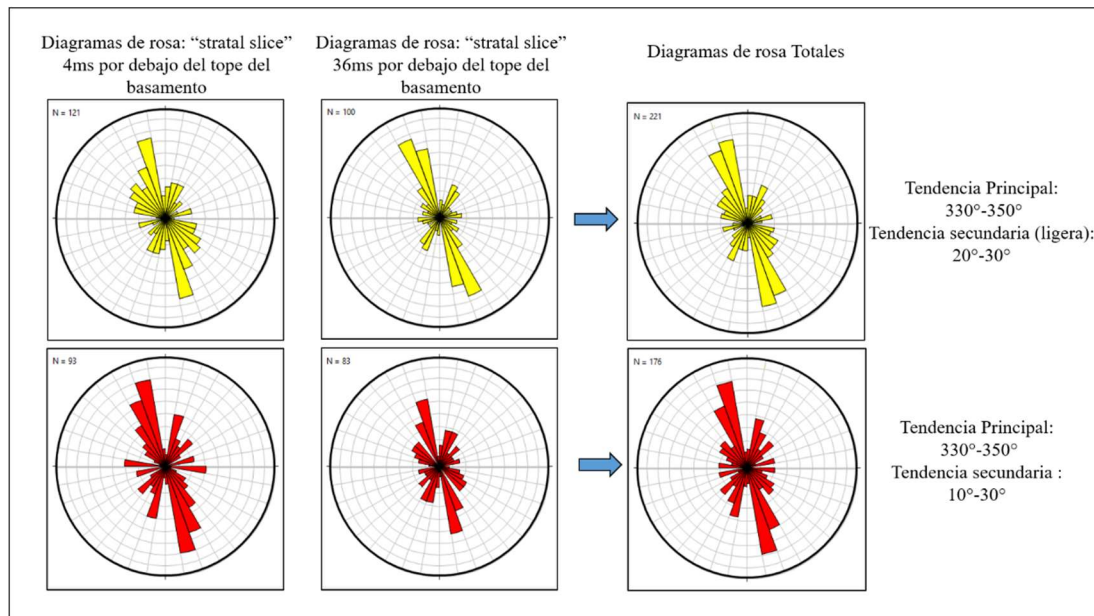 Diagramas de rosa: “stratal slice”
4ms por debajo del tope del
basamento
Diagramas de rosa: “stratal slice”
36ms por debajo del tope del
basamento
Diagramas de rosa Totales
N = 121
N = 100
N = 221
Tendencia Principal:
330°-350°
Tendencia secundaria (ligera):
20°-30°
N = 93
N = 83
N = 176
Tendencia Principal:
330°-350°
Tendencia secundaria :
10°-30°